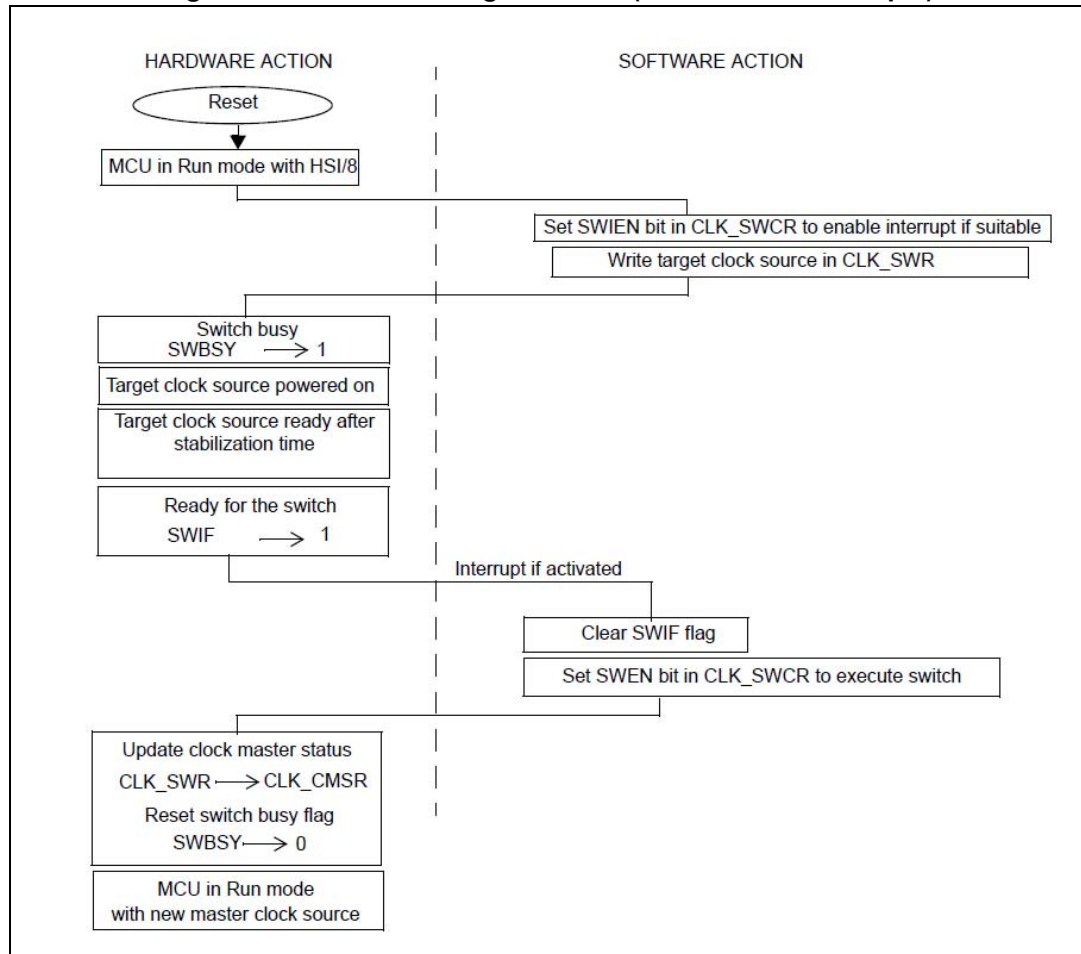 HARDWARE ACTION
SOFTWARE ACTION
Reset
MCU in Run mode with HSI/8
Set SWIEN bit in CLK_SWCR to enable interrupt if suitable
Write target clock source in CLK_SWR
Switch busy
SWBSY → 1
Target clock source powered on
Target clock source ready after
stabilization time
Ready for the switch
SWIF → 1
Interrupt if activated
Clear SWIF flag
Set SWEN bit in CLK_SWCR to execute switch
Update clock master status
CLK_SWR → CLK_CMSR
Reset switch busy flag
SWBSY → 0
MCU in Run mode
with new master clock source